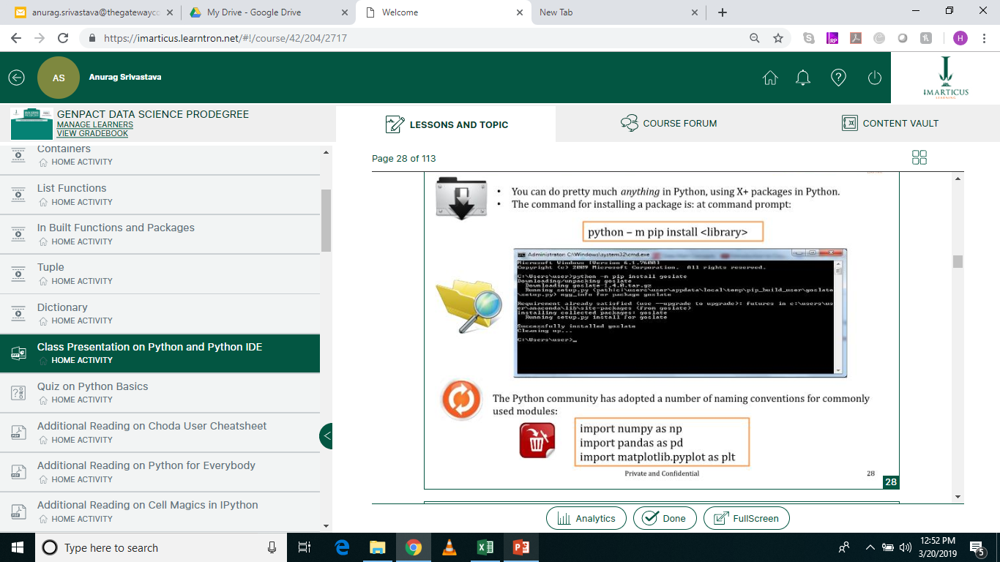 anurag.srivastava@thegatewayco
My Drive - Google Drive
Welcome
New Tab
https://imarticus.learntron.net/#!/course/42/204/2717
RP
H
AS
Anurag Srivastava
IMARTICUS
LEARNING
GENPACT DATA SCIENCE PRODEGREE
MANAGE LEARNERS
VIEW GRADEBOOK
LESSONS AND TOPIC
COURSE FORUM
CONTENT VAULT
Containers
HOME ACTIVITY
List Functions
HOME ACTIVITY
In Built Functions and Packages
HOME ACTIVITY
Tuple
HOME ACTIVITY
Dictionary
HOME ACTIVITY
Class Presentation on Python and Python IDE
HOME ACTIVITY
Quiz on Python Basics
HOME ACTIVITY
Additional Reading on Choda User Cheatsheet
HOME ACTIVITY
Additional Reading on Python for Everybody
HOME ACTIVITY
Additional Reading on Cell Magics in IPython
HOME ACTIVITY
Page 28 of 113
• You can do pretty much anything in Python, using X+ packages in Python.
• The command for installing a package is: at command prompt:
python – m pip install <library>
Administrator: C:\Windows\system32\cmd.exe
Microsoft Windows [Version 6.1.7600]
Copyright (c) 2009 Microsoft Corporation. All rights reserved.
C:\Users\user>python -m pip install goslate
Downloading/unpacking goslate
Downloading goslate-1.4.0.tar.gz
Running setup.py (path:c:\users\user\appdata\local\temp\pip_build_user\goslate
\setup.py) egg_info for package goslate
Requirement already satisfied (use --upgrade to upgrade): futures in c:\users\us
er\anaconda\lib\site-packages (from goslate)
Installing collected packages: goslate
Running setup.py install for goslate
Successfully installed goslate
Cleaning up...
C:\Users\user>_
The Python community has adopted a number of naming conventions for commonly
used modules:
import numpy as np
import pandas as pd
import matplotlib.pyplot as plt
Private and Confidential
28
28
Analytics
Done
FullScreen
Type here to search
12:52 PM
3/20/2019
5